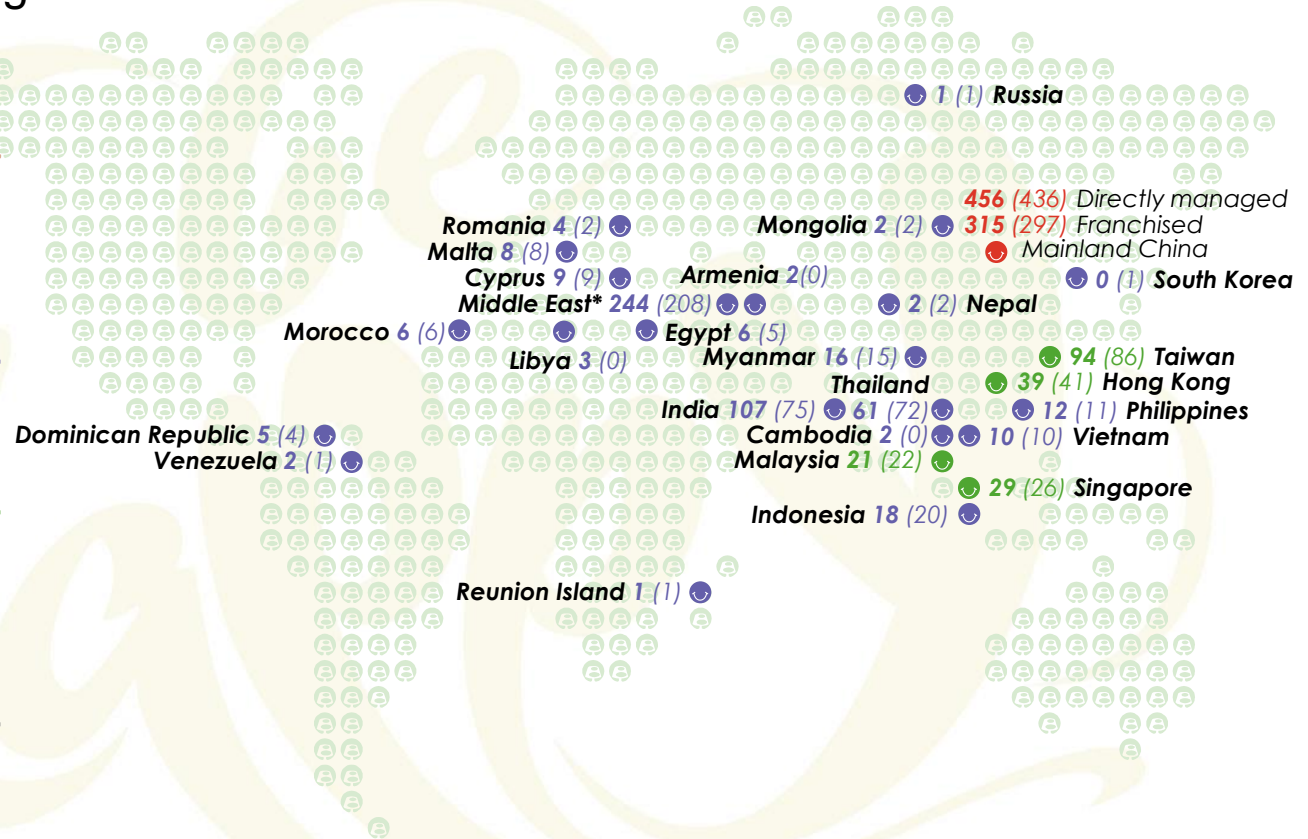 1 (1) Russia
456 (436) Directly managed
Romania 4 (2)
Mongolia 2 (2)
315 (297) Franchised
Malta 8 (8)
Mainland China
Cyprus 9 (9)
Armenia 2(0)
0 (1) South Korea
Middle East* 244 (208)
2 (2) Nepal
Morocco 6 (6)
Egypt 6 (5)
Libya 3 (0)
Myanmar 16 (15)
94 (86) Taiwan
Thailand
39 (41) Hong Kong
India 107 (75)
61 (72)
12 (11) Philippines
Dominican Republic 5 (4)
Cambodia 2 (0)
10 (10) Vietnam
Venezuela 2 (1)
Malaysia 21 (22)
29 (26) Singapore
Indonesia 18 (20)
Reunion Island 1 (1)